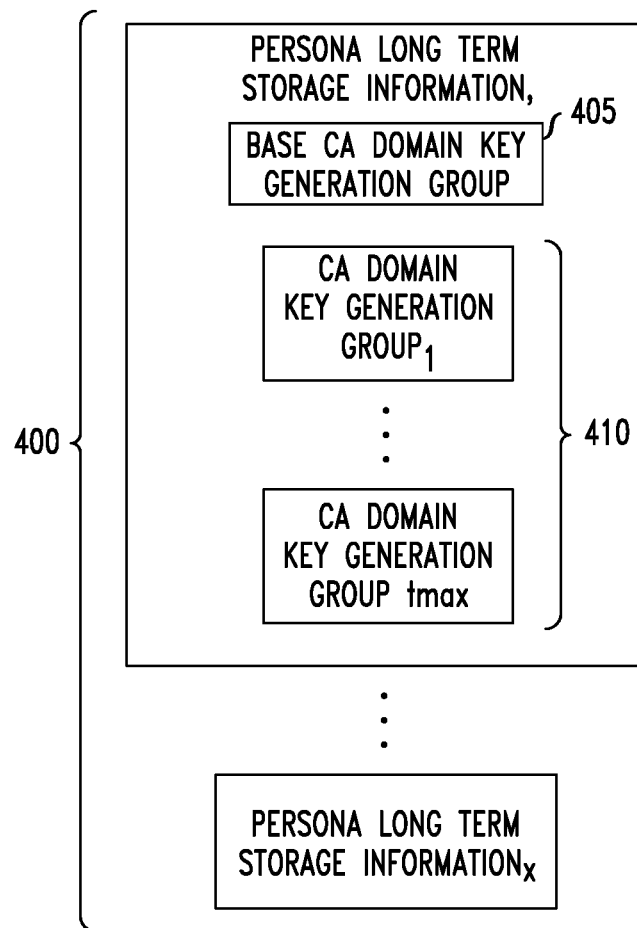 PERSONA LONG TERM
STORAGE INFORMATION,
405
BASE CA DOMAIN KEY
GENERATION GROUP
CA DOMAIN
KEY GENERATION
GROUP1
400
410
CA DOMAIN
KEY GENERATION
GROUP tmax
PERSONA LONG TERM
STORAGE INFORMATIONX